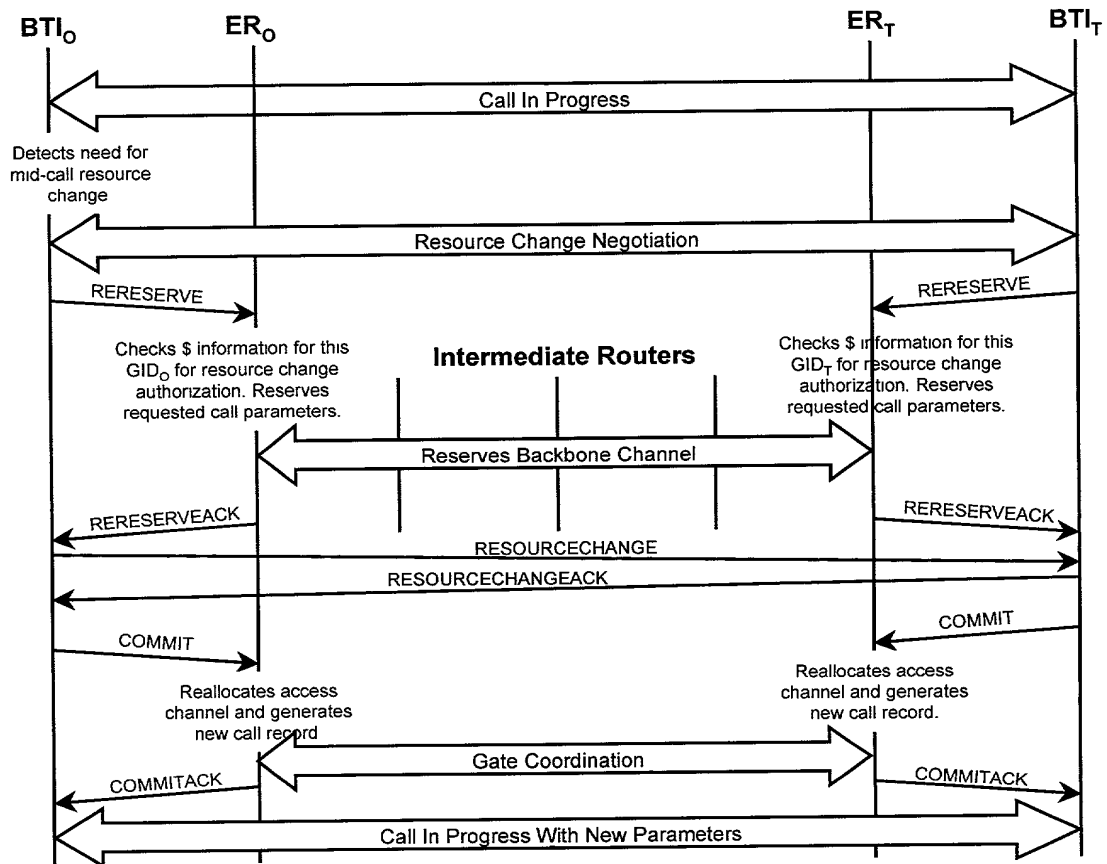 BTIO ERO ERT BTIT
Call In Progress
Detects need for
mid-call resource
change
Resource Change Negotiation
RERESERVE RERESERVE
Checks $ information for this
GIDO for resource change
authorization. Reserves
requested call parameters.
Intermediate Routers
Checks $ information for this
GIDT for resource change
authorization. Reserves
requested call parameters.
Reserves Backbone Channel
RERESERVEACK RERESERVEACK
RESOURCECHANGE
RESOURCECHANGEACK
COMMIT COMMIT
Reallocates access
channel and generates
new call record
Reallocates access
channel and generates
new call record.
Gate Coordination
COMMITACK COMMITACK
Call In Progress With New Parameters